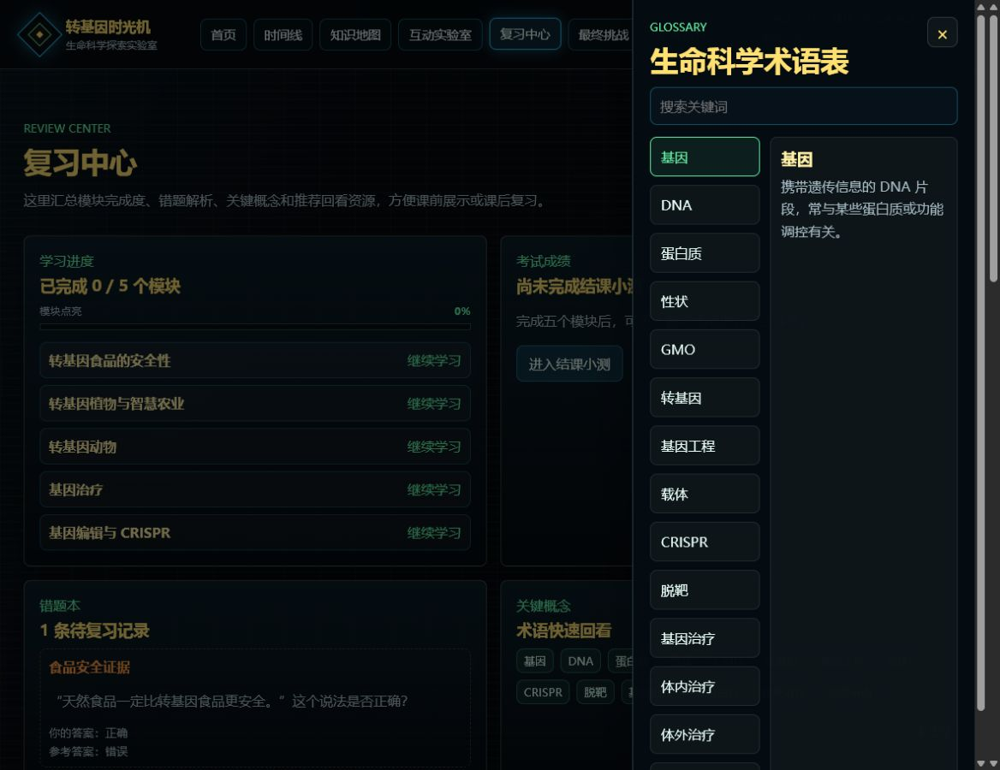 转基因时光机
生命科学探索实验室
首页
时间线
知识地图
互动实验室
复习中心
最终挑战
REVIEW CENTER
复习中心
这里汇总模块完成度、错题解析、关键概念和推荐回看资源，方便课前展示或课后复习。
学习进度
已完成 0 / 5 个模块
模块点亮
0%
转基因食品的安全性
继续学习
转基因植物与智慧农业
继续学习
转基因动物
继续学习
基因治疗
继续学习
基因编辑与 CRISPR
继续学习
考试成绩
尚未完成结课小测
完成五个模块后，可
进入结课小测
错题本
1 条待复习记录
食品安全证据
“天然食品一定比转基因食品更安全。”这个说法是否正确？
你的答案：正确
参考答案：错误
关键概念
术语快速回看
基因
DNA
蛋白
CRISPR
脱靶
GLOSSARY
×
生命科学术语表
搜索关键词
基因
DNA
蛋白质
性状
GMO
转基因
基因工程
载体
CRISPR
脱靶
基因治疗
体内治疗
体外治疗
基因
携带遗传信息的 DNA 片
段，常与某些蛋白质或功能
调控有关。